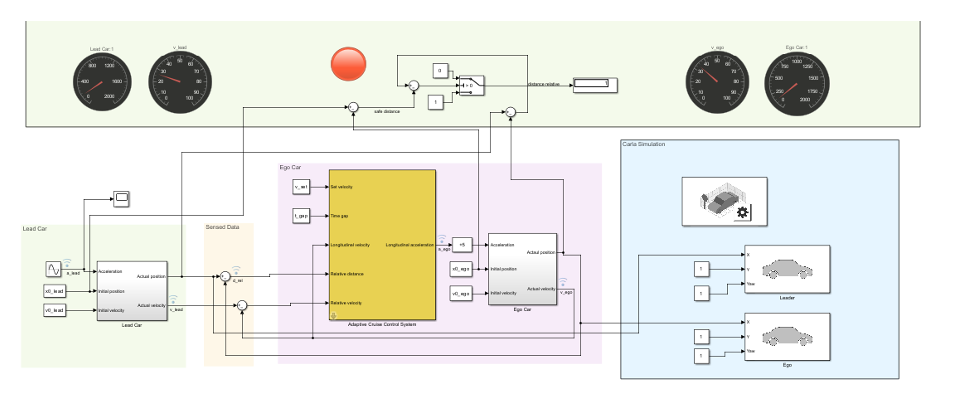 Lead Car: 1
v_lead
v_ego
Ego Car: 1
800 1200
400 1600
0 2000
40 50 60
30 70
20 80
10 90
0 100
0
> 0
1
distance relative
1
safe distance
40 50 60
30 70
20 80
10 90
0 100
1000
750 1250
500 1500
250 1750
0 2000
Carla Simulation
Ego Car
v_set
Set velocity
t_gap
Time gap
Longitudinal velocity
Longitudinal acceleration
a_ego
Relative distance
Relative velocity
Adaptive Cruise Control System
Acceleration
Actual position
x0_ego
Initial position
v0_ego
Initial velocity
Actual velocity
v_ego
Ego Car
Lead Car
a_lead
Acceleration
Actual position
x0_lead
Initial position
Actual velocity
v_lead
v0_lead
Initial velocity
Lead Car
Sensed Data
d_rel
X
1
Y
1
Yaw
Leader
X
1
Y
1
Yaw
Ego